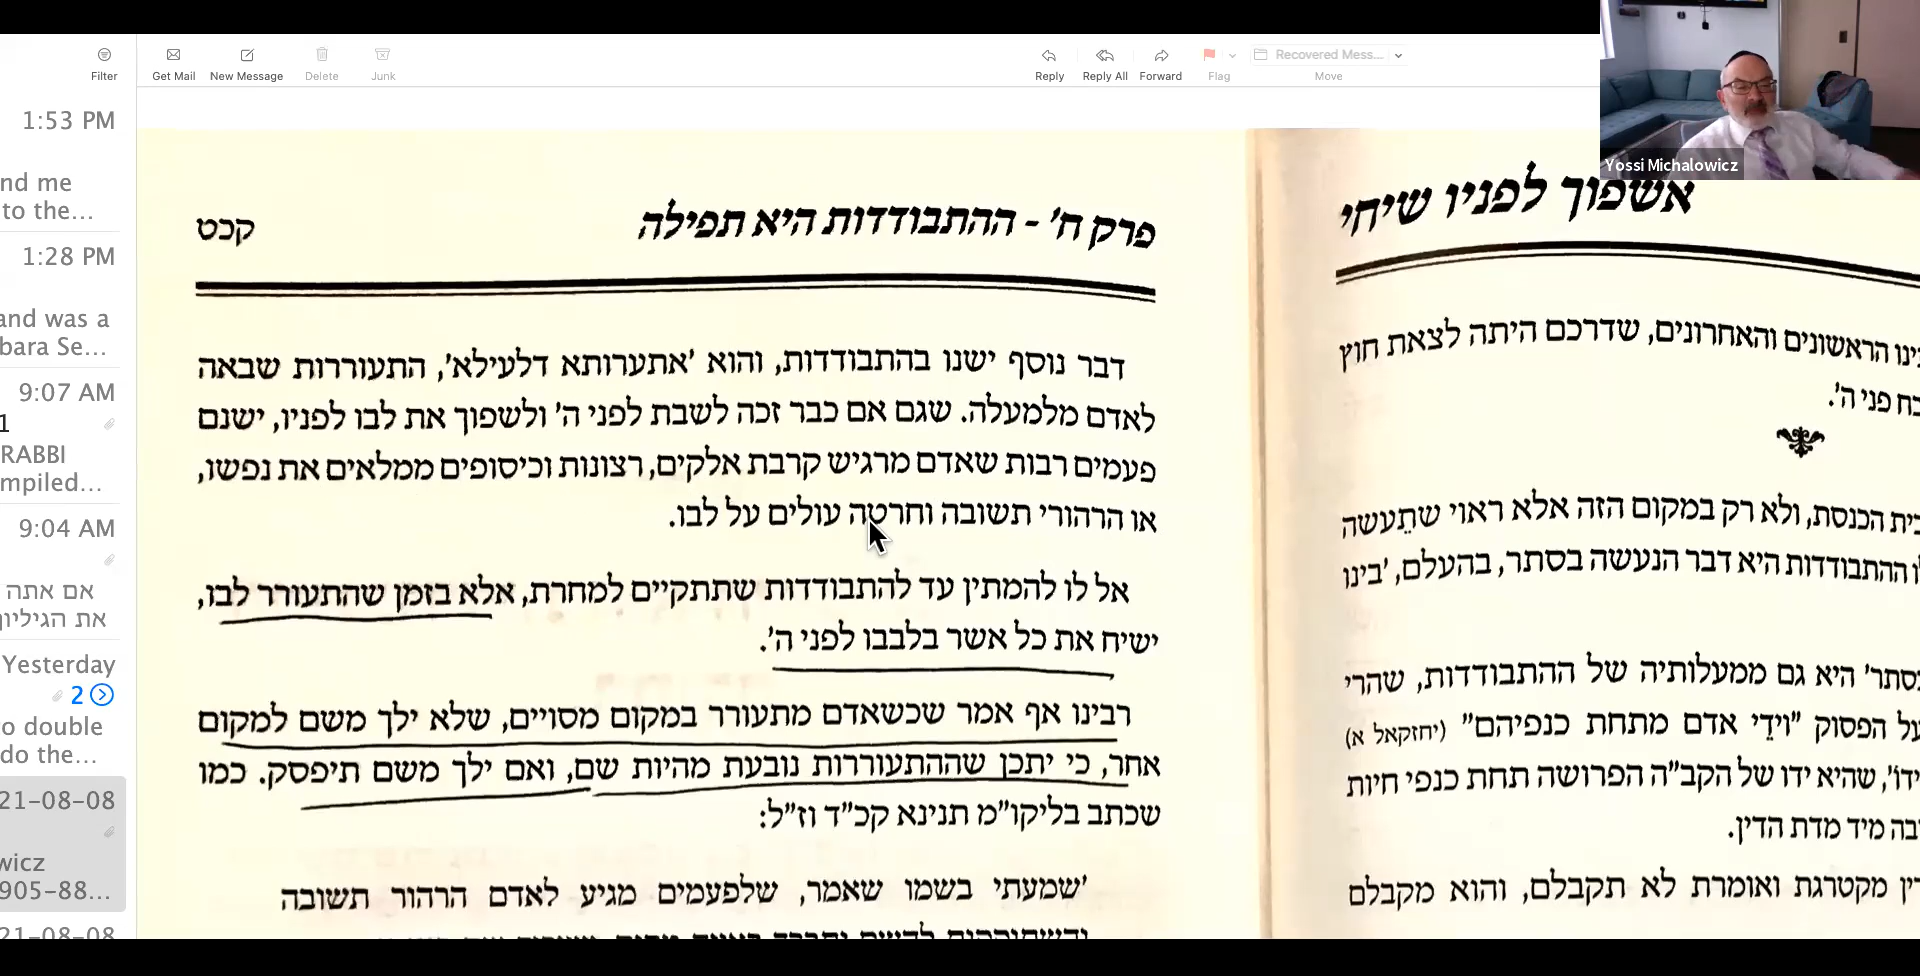 Filter
Get Mail
New Message
Delete
Junk
Reply
Reply All
Forward
Flag
Recovered Mess...
Move
1:53 PM
nd me
to the...
1:28 PM
and was a
bara Se...
9:07 AM
1
RABBI
mpiled...
9:04 AM
אם אתה
את הגיליון
Yesterday
2
o double
do the...
21-08-08
wicz
905-88...
21-08-08
Yossi Michalowicz
אשפוך לפניו שיחי
הראשונים והאחרונים, שדרכם היתה לצאת חוץ
פני ה'.
בית הכנסת, ולא רק במקום הזה אלא ראוי שתֵעשה
ההתבודדות היא דבר הנעשה בסתר, בהעלם, 'בינו
היא גם ממעלותיה של ההתבודדות, שהרי
על הפסוק "וידֵי אדם מתחת כנפיהם" (יחזקאל א)
שהיא ידו של הקב"ה הפרושה תחת כנפי חיות
מיד מדת הדין.
מקטרגת ואומרת לא תקבלם, והוא מקבלם
פרק ח' - ההתבודדות היא תפילה
קכט
דבר נוסף ישנו בהתבודדות, והוא 'אתערותא דלעילא', התעוררות שבאה
לאדם מלמעלה. שגם אם כבר זכה לשבת לפני ה' ולשפוך את לבו לפניו, ישנם
פעמים רבות שאדם מרגיש קרבת אלקים, רצונות וכיסופים ממלאים את נפשו,
או הרהורי תשובה וחרטה עולים על לבו.
אל לו להמתין עד להתבודדות שתתקיים למחרת, אלא בזמן שהתעורר לבו,
ישיח את כל אשר בלבבו לפני ה'.
רבינו אף אמר שכשאדם מתעורר במקום מסויים, שלא ילך משם למקום
אחר, כי יתכן שההתעוררות נובעת מהיות שם, ואם ילך משם תיפסק. כמו
שכתב בליקו"מ תנינא קכ"ד וז"ל:
'שמעתי בשמו שאמר, שלפעמים מגיע לאדם הרהור תשובה